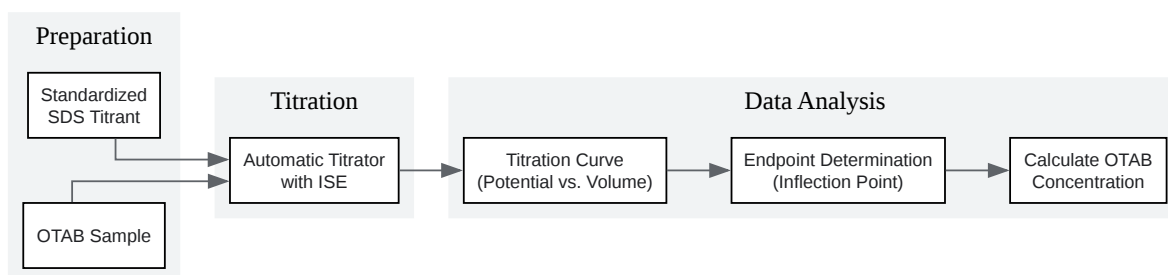 Preparation
Standardized
SDS Titrant
OTAB Sample
Titration
Automatic Titrator
with ISE
Data Analysis
Titration Curve
(Potential vs. Volume)
Endpoint Determination
(Inflection Point)
Calculate OTAB
Concentration